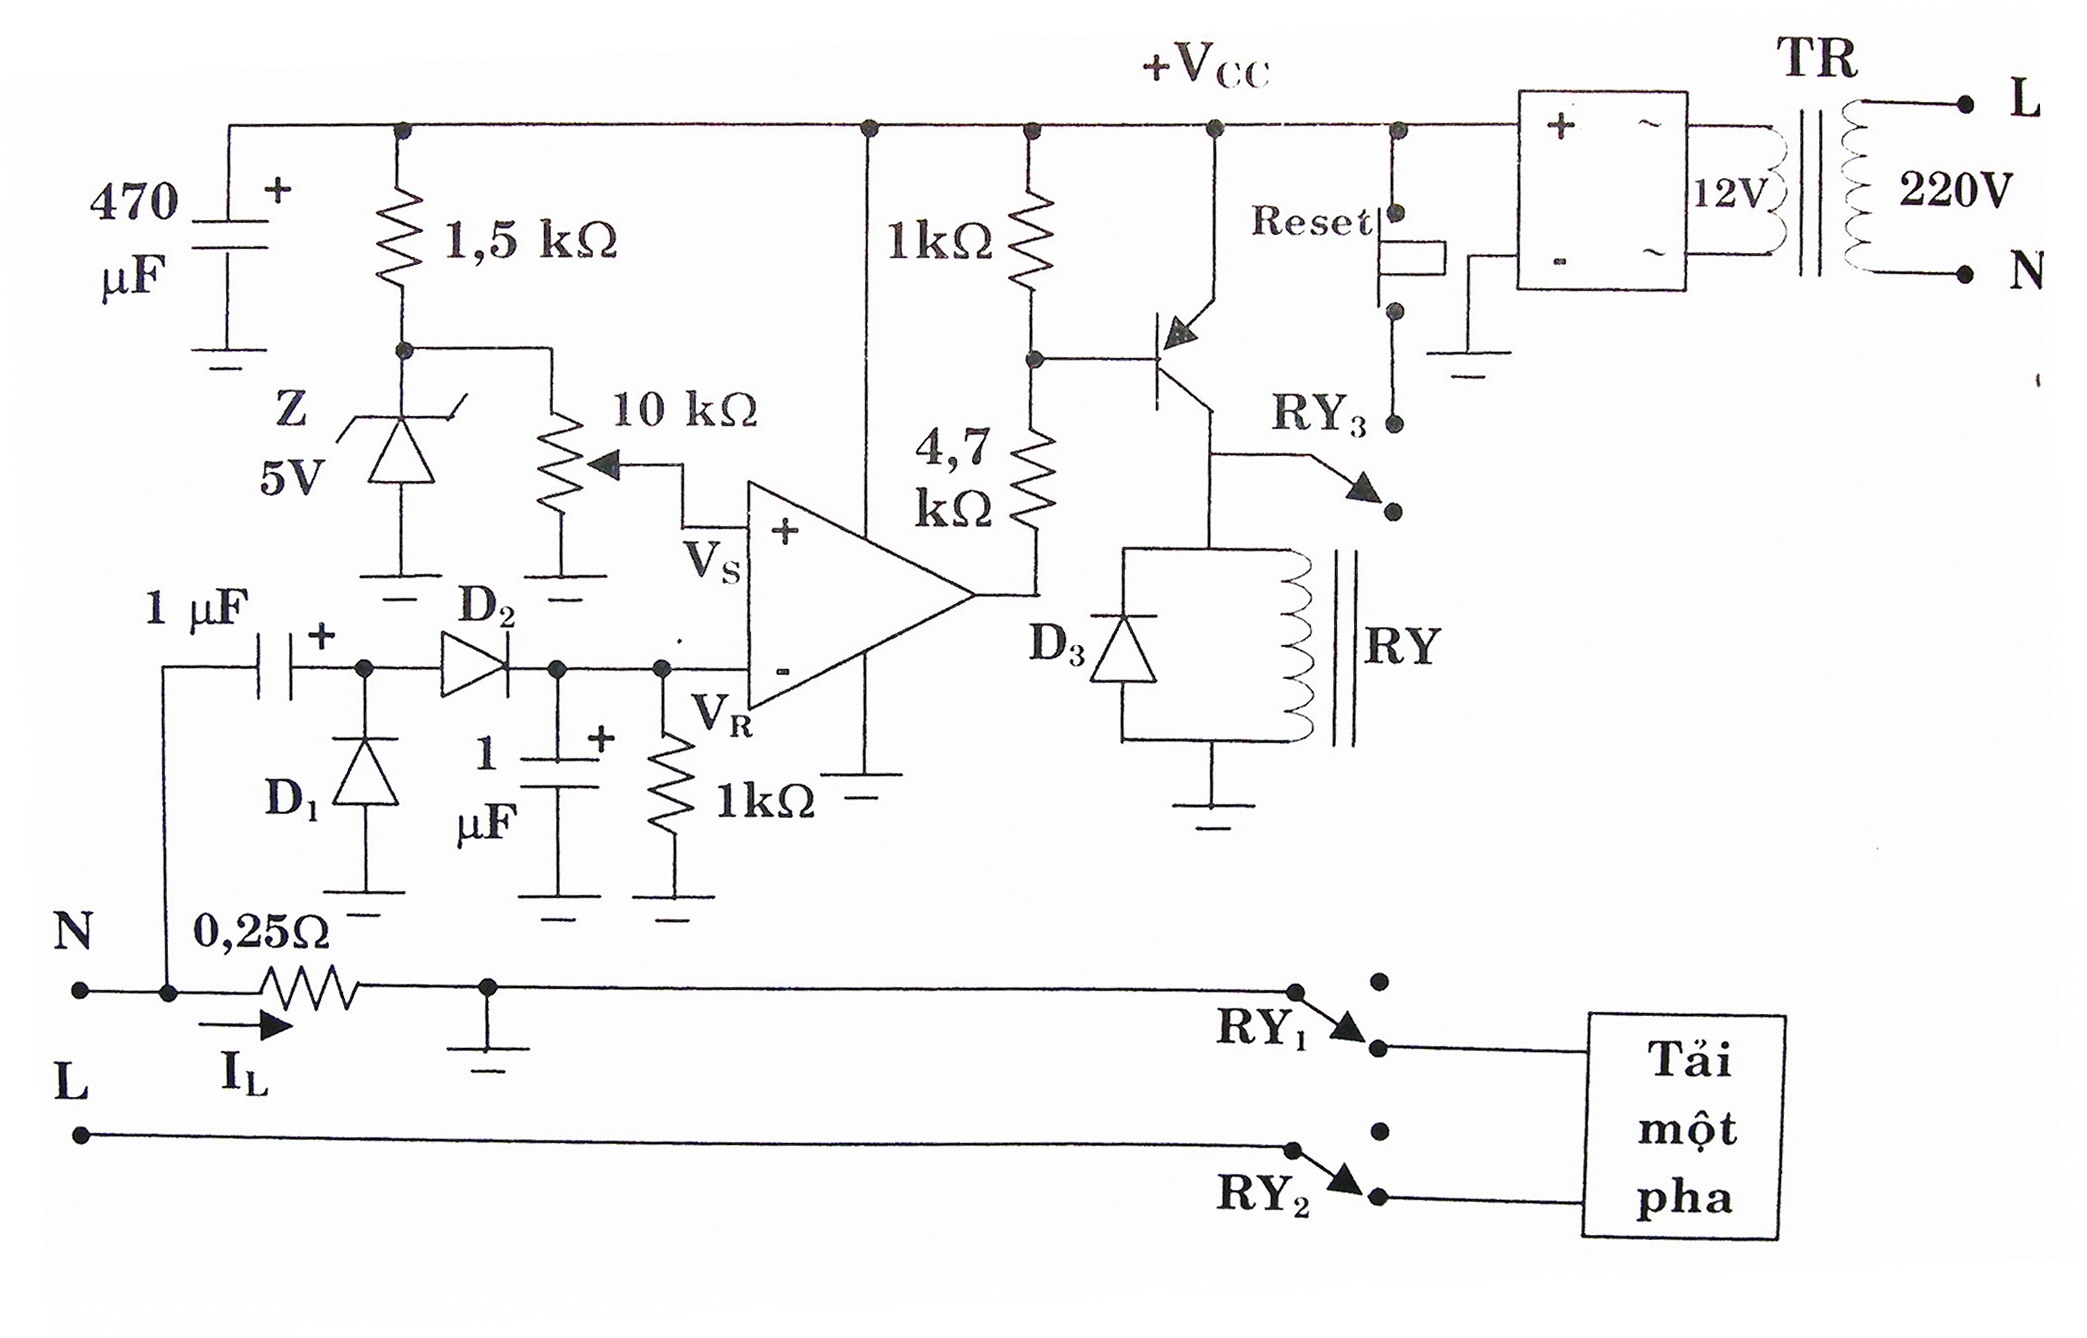 +VCC
TR
L
+ ~
470
µF
+
1,5 kΩ
1kΩ
Reset
12V
220V
- ~
N
Z
5V
10 kΩ
4,7
kΩ
RY3
+
VS
1 µF
+
D2
D3
RY
-
VR
D1
1
µF
+
1kΩ
N
0,25Ω
IL
RY1
L
RY2
Tải
một
pha